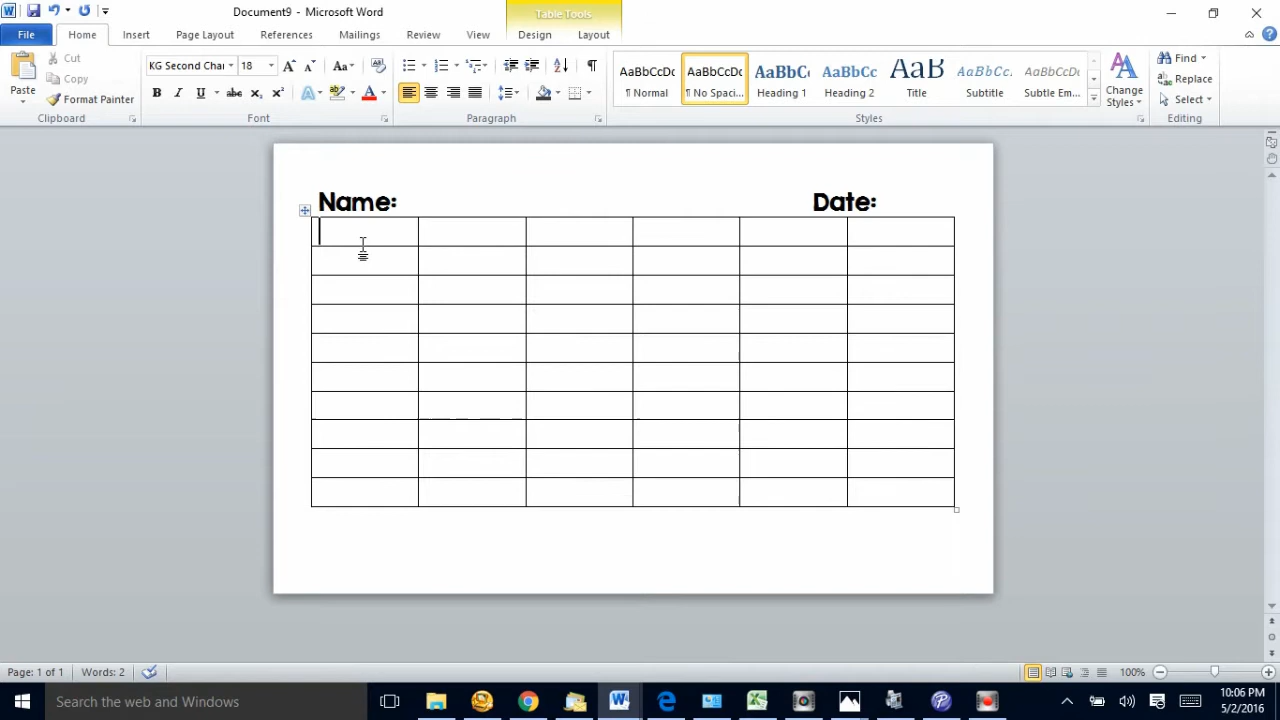 Document9 - Microsoft Word
Table Tools
File Home Insert Page Layout References Mailings Review View Design Layout
Cut
Copy
Format Painter
Paste
Clipboard
KG Second Chai 18
Aa
B I U abc X₂ X²
A A
Font
Paragraph
AaBbCcDc
¶ Normal
AaBbCcDc
¶ No Spaci...
AaBbC
Heading 1
AaBbCc
Heading 2
AaB
Title
AaBbCc.
Subtitle
AaBbCcDc
Subtle Em...
Change
Styles
Styles
Find
Replace
Select
Editing
Name: Date:
Page: 1 of 1 Words: 2 100%
Search the web and Windows
10:06 PM
5/2/2016